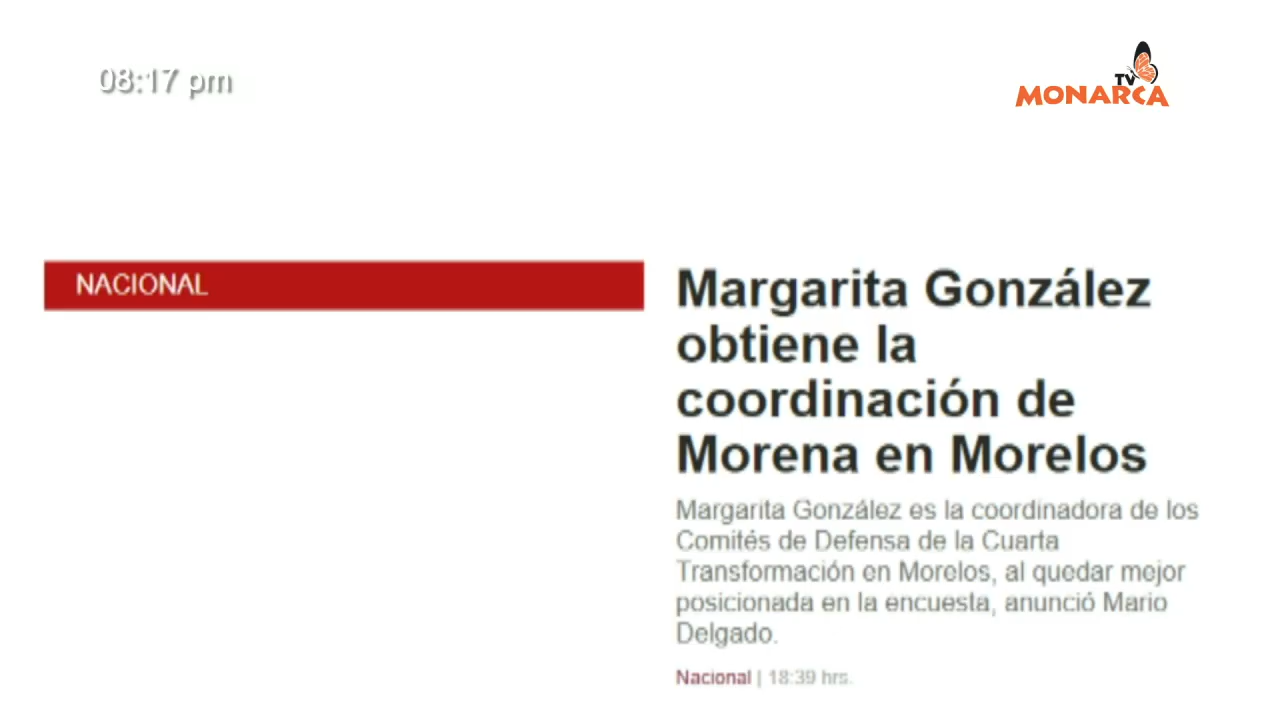 08:17 pm
TV
MONARCA
NACIONAL
Margarita González
obtiene la
coordinación de
Morena en Morelos
Margarita González es la coordinadora de los
Comités de Defensa de la Cuarta
Transformación en Morelos, al quedar mejor
posicionada en la encuesta, anunció Mario
Delgado.
Nacional | 18:39 hrs.